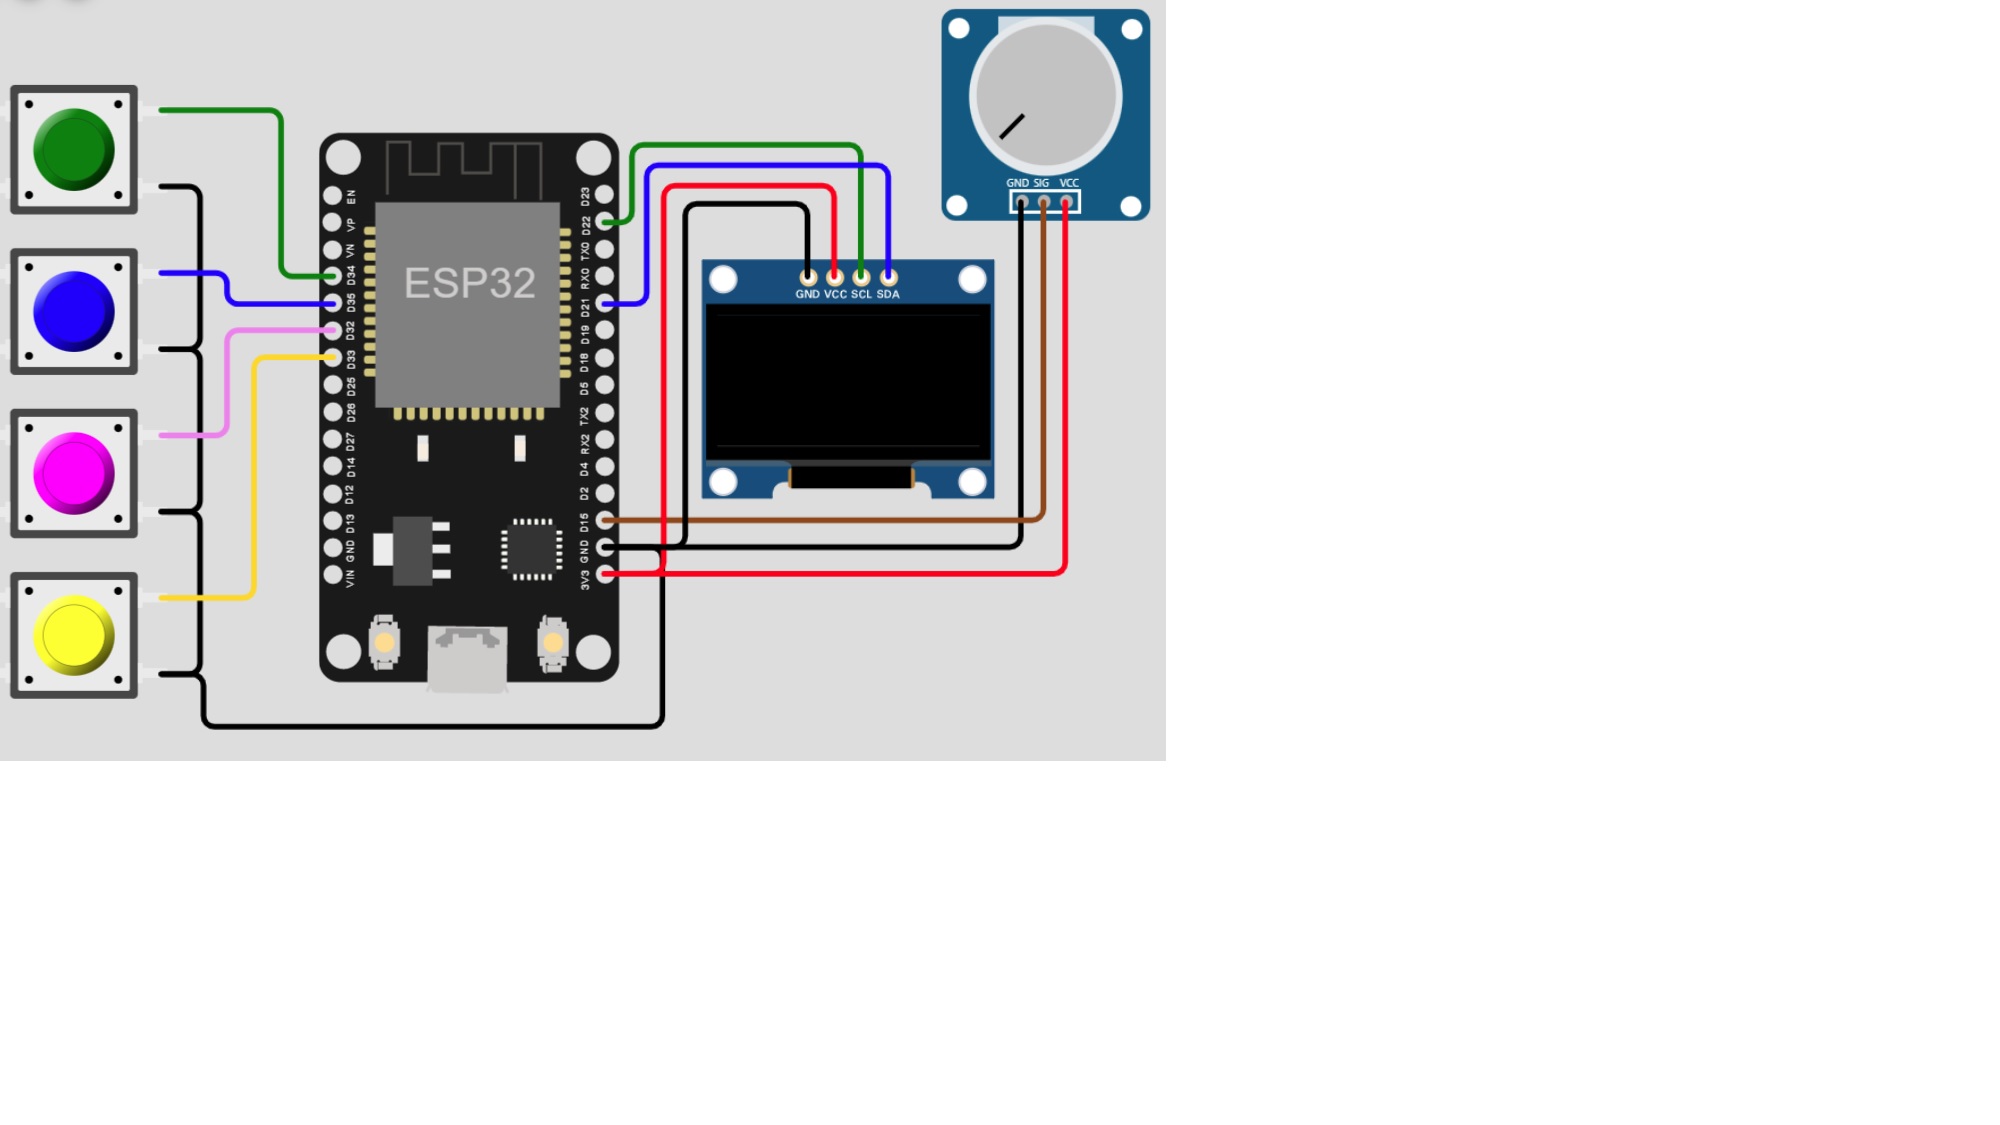 GND SIG VCC
ESP32
EN
VP
VN
D34
D35
D32
D33
D25
D26
D27
D14
D12
D13
GND
VIN
D23
D22
TX0
RX0
D21
D19
D18
D5
TX2
RX2
D4
D2
D15
GND
3V3
GND VCC SCL SDA